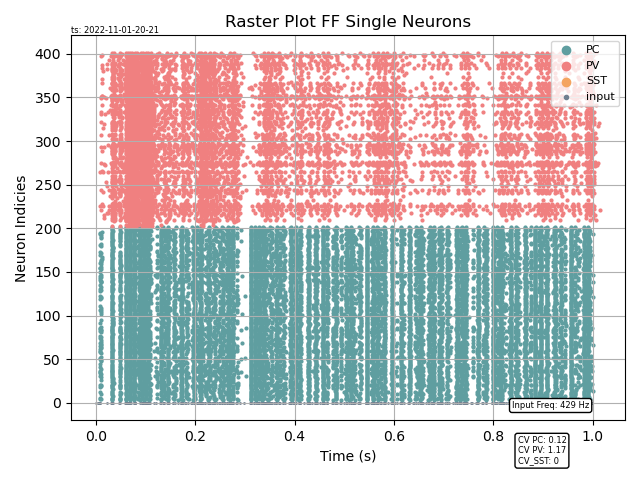 Raster Plot FF Single Neurons
ts: 2022-11-01-20-21
PC
PV
SST
input
400
350
300
250
200
150
100
50
0
Neuron Indicies
0.0 0.2 0.4 0.6 0.8 1.0
Time (s)
Input Freq: 429 Hz
CV PC: 0.12
CV PV: 1.17
CV_SST: 0